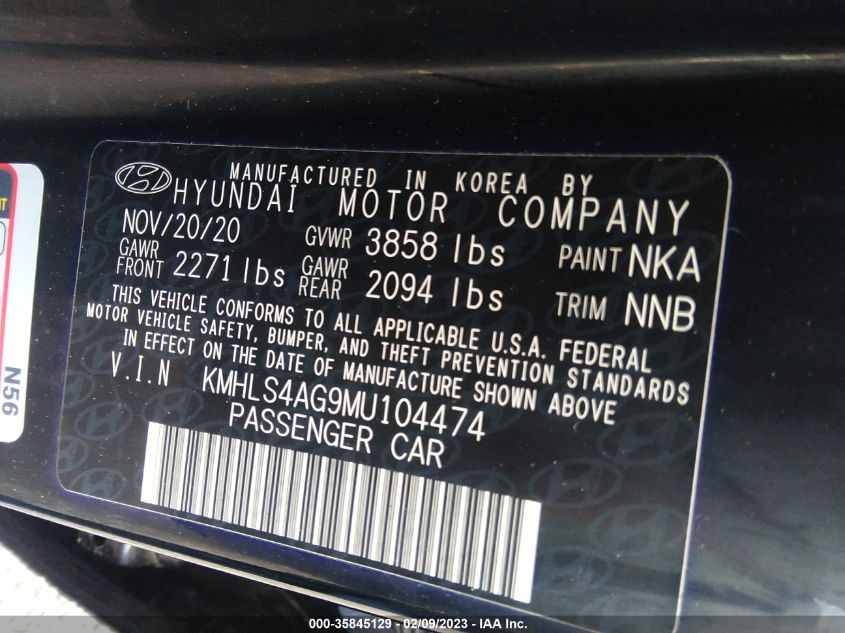 MANUFACTURED IN KOREA BY
HYUNDAI MOTOR COMPANY
NOV/20/20 GVWR 3858 lbs PAINT NKA
GAWR FRONT 2271 lbs GAWR REAR 2094 lbs TRIM NNB
THIS VEHICLE CONFORMS TO ALL APPLICABLE U.S.A. FEDERAL
MOTOR VEHICLE SAFETY, BUMPER, AND THEFT PREVENTION STANDARDS
IN EFFECT ON THE DATE OF MANUFACTURE SHOWN ABOVE
V.I.N KMHLS4AG9MU104474
PASSENGER CAR
N56
000-35845129 - 02/09/2023 - IAA Inc.